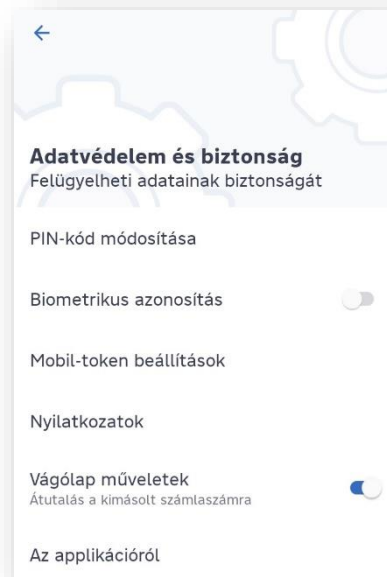 Adatvédelem és biztonság
Felügyelheti adatainak biztonságát
PIN-kód módosítása
Biometrikus azonosítás
Mobil-token beállítások
Nyilatkozatok
Vágólap műveletek
Átutalás a kimásolt számlaszámra
Az applikációról